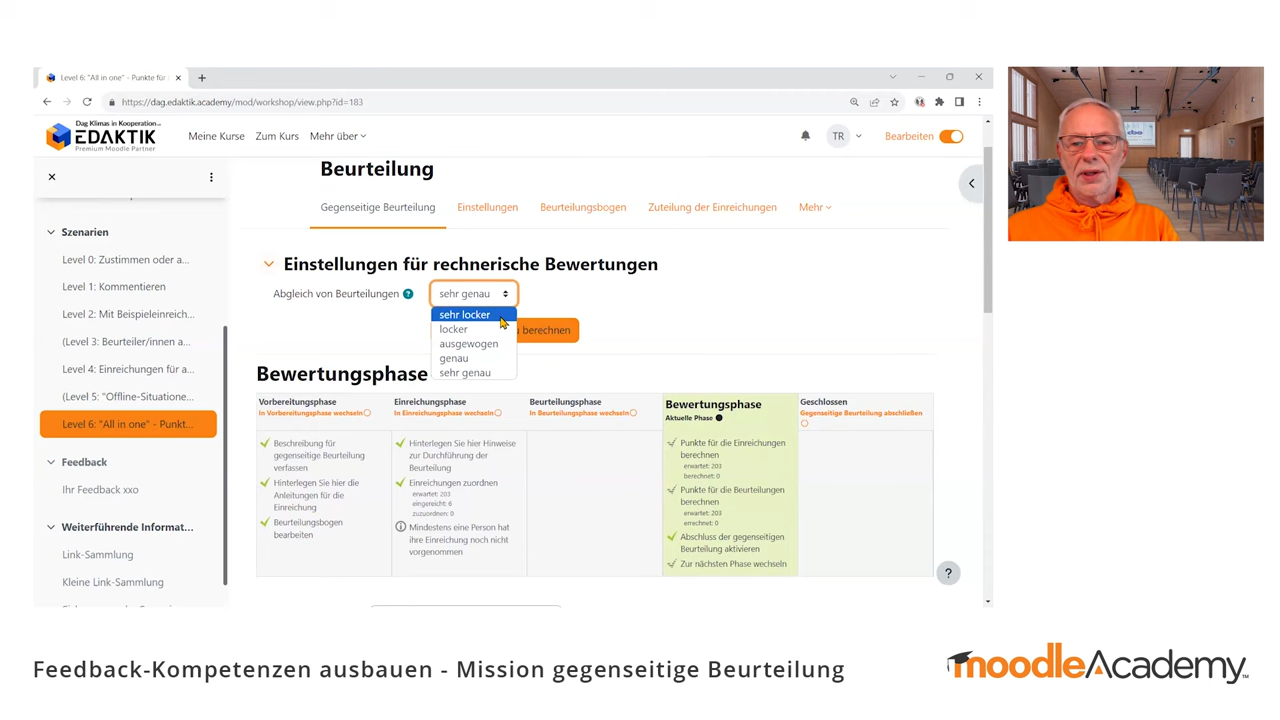 Level 6: "All in one" - Punkte für
https://dag.edaktik.academy/mod/workshop/view.php?id=183
Dag Klimas in Kooperation
EDAKTIK
Premium Moodle Partner
Meine Kurse
Zum Kurs
Mehr über
TR
Bearbeiten
Szenarien
Level 0: Zustimmen oder a...
Level 1: Kommentieren
Level 2: Mit Beispieleinreich...
(Level 3: Beurteiler/innen a...
Level 4: Einreichungen für a...
(Level 5: "Offline-Situatione...
Level 6: "All in one" - Punkt...
Feedback
Ihr Feedback xxo
Weiterführende Informat...
Link-Sammlung
Kleine Link-Sammlung
Beurteilung
Gegenseitige Beurteilung
Einstellungen
Beurteilungsbogen
Zuteilung der Einreichungen
Mehr
Einstellungen für rechnerische Bewertungen
Abgleich von Beurteilungen
sehr genau
sehr locker
locker
ausgewogen
genau
sehr genau
berechnen
Bewertungsphase
Vorbereitungsphase
In Vorbereitungsphase wechseln
Beschreibung für
gegenseitige Beurteilung
verfassen
Hinterlegen Sie hier die
Anleitungen für die
Einreichung
Beurteilungsbogen
bearbeiten
Einreichungsphase
In Einreichungsphase wechseln
Hinterlegen Sie hier Hinweise
zur Durchführung der
Beurteilung
Einreichungen zuordnen
erwartet: 203
eingereicht: 6
zuzuordnen: 0
Mindestens eine Person hat
ihre Einreichung noch nicht
vorgenommen
Beurteilungsphase
In Beurteilungsphase wechseln
Bewertungsphase
Aktuelle Phase
Punkte für die Einreichungen
berechnen
erwartet: 203
berechnet: 0
Punkte für die Beurteilungen
berechnen
erwartet: 203
errechnet: 0
Abschluss der gegenseitigen
Beurteilung aktivieren
Zur nächsten Phase wechseln
Geschlossen
Gegenseitige Beurteilung abschließen
?
Feedback-Kompetenzen ausbauen - Mission gegenseitige Beurteilung
moodleAcademy™